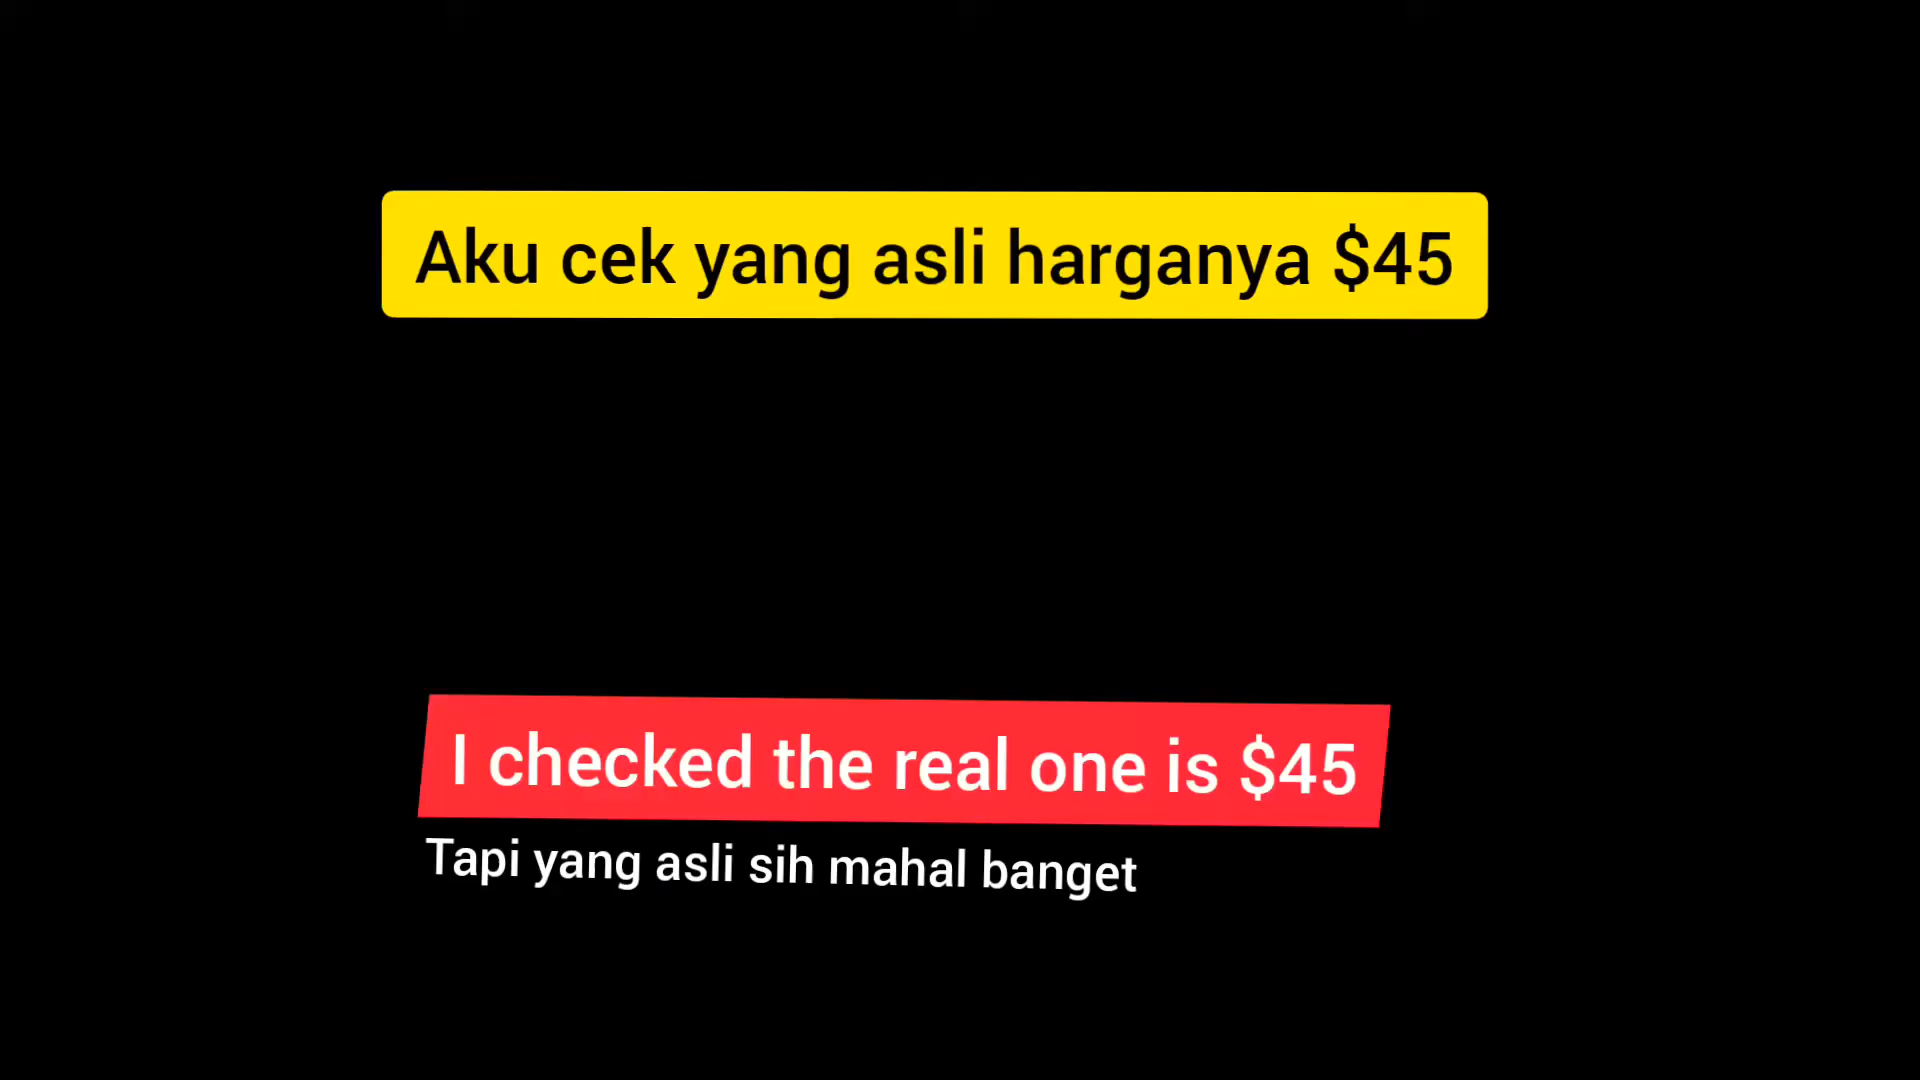 Aku cek yang asli harganya $45
I checked the real one is $45
Tapi yang asli sih mahal banget